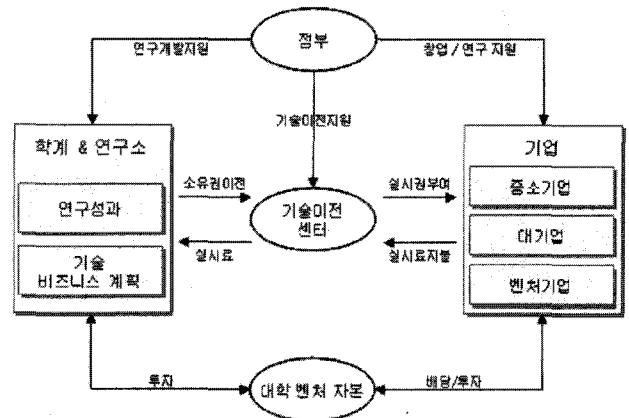 정부
연구개발지원
창업 / 연구 지원
기술이전지원
학계 & 연구소
기업
연구성과
소유권이전
기술이전
센터
실시권부여
중소기업
기술
비즈니스 계획
실시료
실시료지불
대기업
벤처기업
투자
대학 벤처 자본
배당/투자